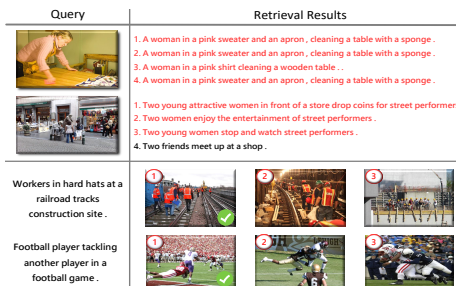 Query
Retrieval Results
1. A woman in a pink sweater and an apron , cleaning a table with a sponge .
2. A woman in a pink sweater and an apron , cleaning a table with a sponge .
3. A woman in a pink shirt cleaning a wooden table . .
4. A woman in a pink sweater and an apron , cleaning a table with a sponge .
1. Two young attractive women in front of a store drop coins for street performer
2. Two women enjoy the entertainment of street performers .
3. Two young women stop and watch street performers .
4. Two friends meet up at a shop .
Workers in hard hats at a
railroad tracks
construction site .
1
2
3
Football player tackling
another player in a
football game .
1
2
3